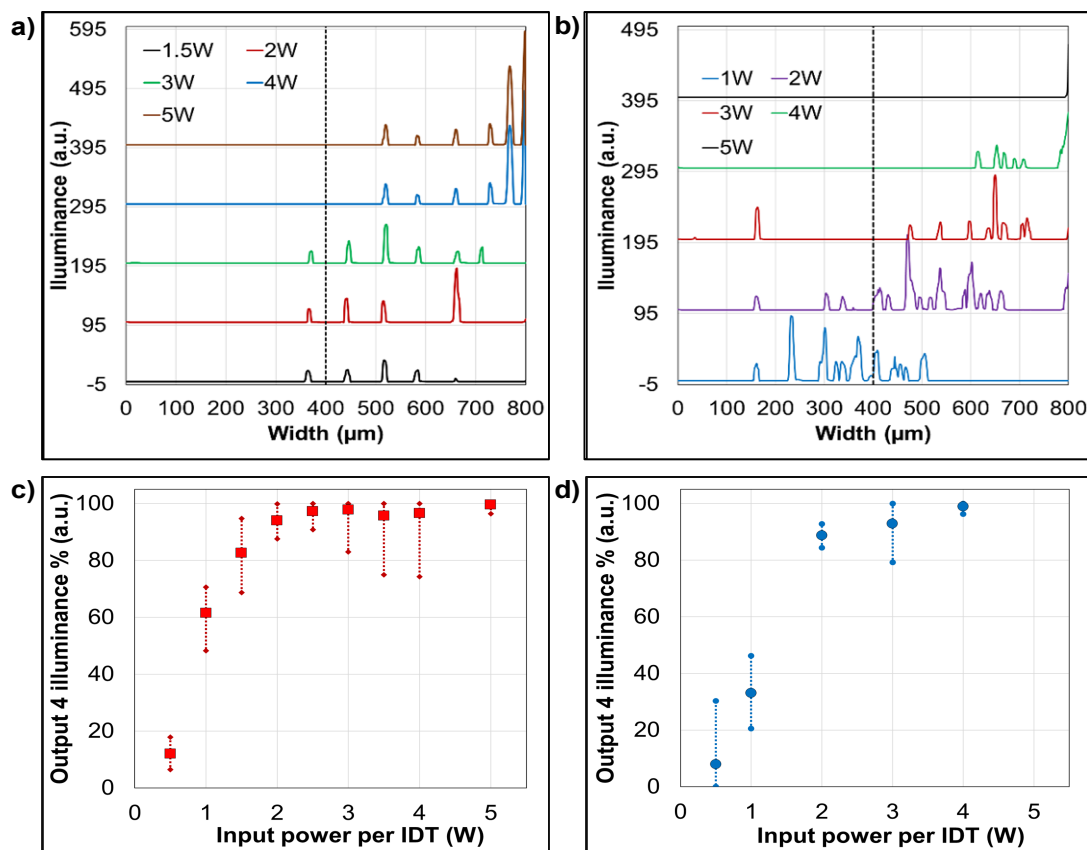 a)
Iluuminance (a.u.)
595
495
395
295
195
95
-5
1.5W 2W
3W 4W
5W
0 100 200 300 400 500 600 700 800
Width (μm)
b)
Illuminance (a.u.)
495
395
295
195
95
-5
1W 2W
3W 4W
5W
0 100 200 300 400 500 600 700 800
Width (μm)
c)
Output 4 illuminance % (a.u.)
100
80
60
40
20
0
0 1 2 3 4 5
Input power per IDT (W)
d)
Output 4 illuminance % (a.u.)
100
80
60
40
20
0
0 1 2 3 4 5
Input power per IDT (W)